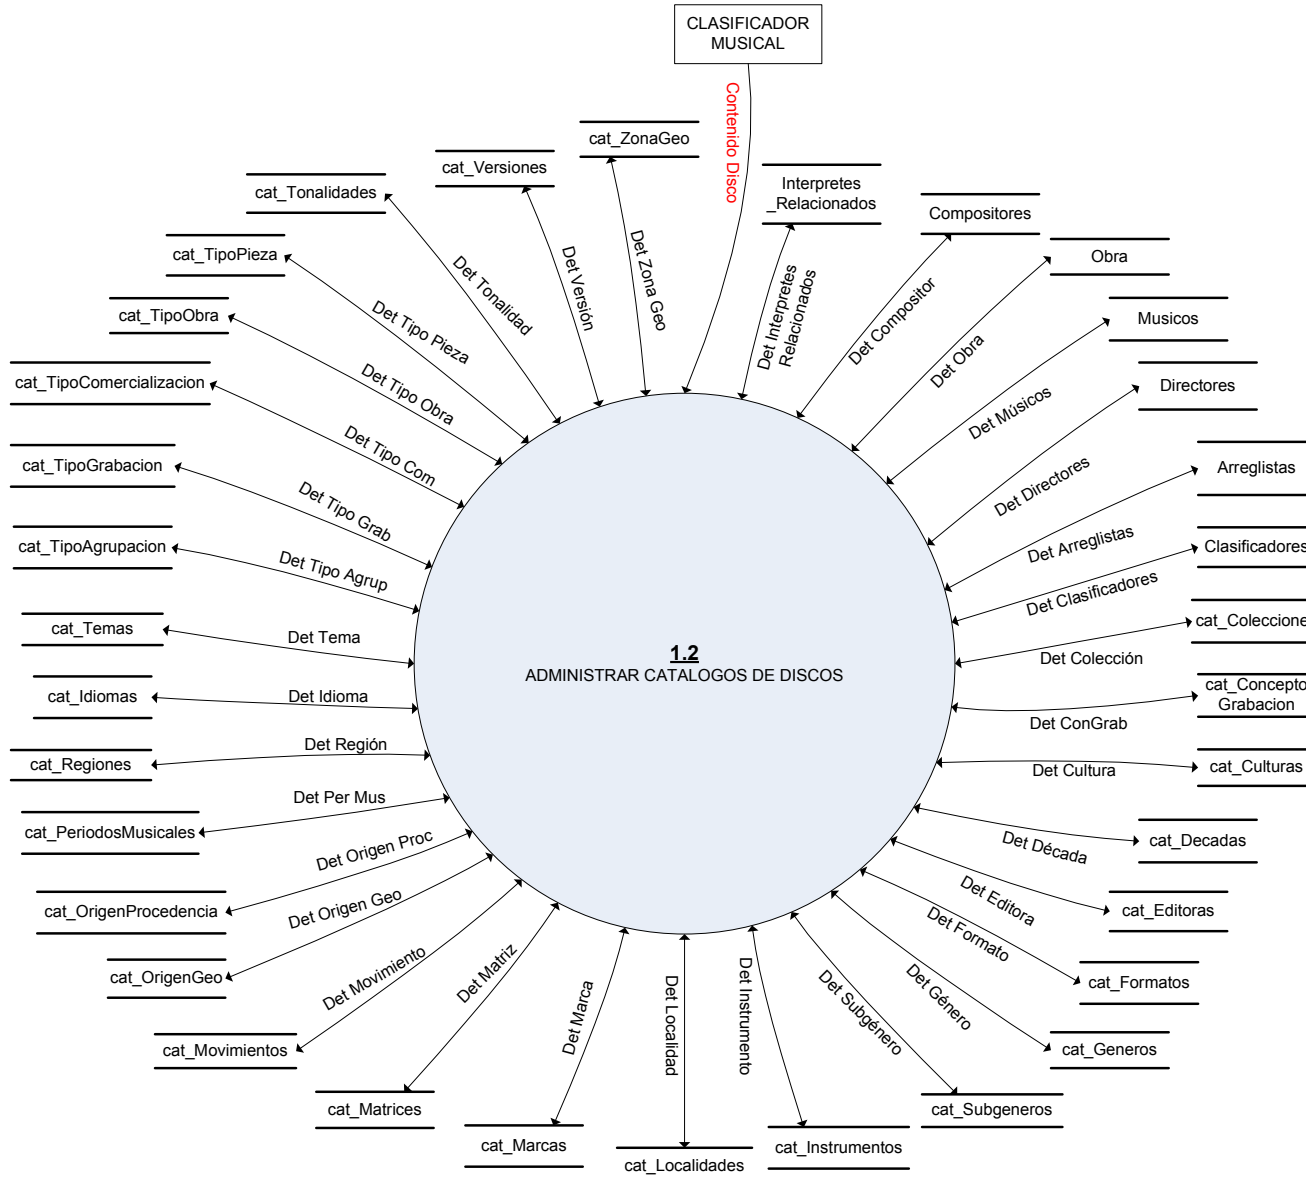 CLASIFICADOR
MUSICAL
Contenido Disco
cat_ZonaGeo
Det Zona Geo
cat_Versiones
Det Versión
cat_Tonalidades
Det Tonalidad
cat_TipoPieza
Det Tipo Pieza
cat_TipoObra
Det Tipo Obra
cat_TipoComercializacion
Det Tipo Com
cat_TipoGrabacion
Det Tipo Grab
cat_TipoAgrupacion
Det Tipo Agrup
cat_Temas
Det Tema
cat_Idiomas
Det Idioma
cat_Regiones
Det Región
cat_PeriodosMusicales
Det Per Mus
cat_OrigenProcedencia
Det Origen Proc
cat_OrigenGeo
Det Origen Geo
cat_Movimientos
Det Movimiento
cat_Matrices
Det Matriz
cat_Marcas
Det Marca
cat_Localidades
Det Localidad
1.2
ADMINISTRAR CATALOGOS DE DISCOS
Interpretes
_Relacionados
Det Interpretes
Relacionados
Compositores
Det Compositor
Obra
Det Obra
Musicos
Det Músicos
Directores
Det Directores
Arreglistas
Det Arreglistas
Clasificadores
Det Clasificadores
cat_Coleccione
Det Colección
cat_Concepto
Grabacion
Det ConGrab
cat_Culturas
Det Cultura
cat_Decadas
Det Década
cat_Editoras
Det Editora
cat_Formatos
Det Formato
cat_Generos
Det Género
cat_Subgeneros
Det Subgénero
cat_Instrumentos
Det Instrumento